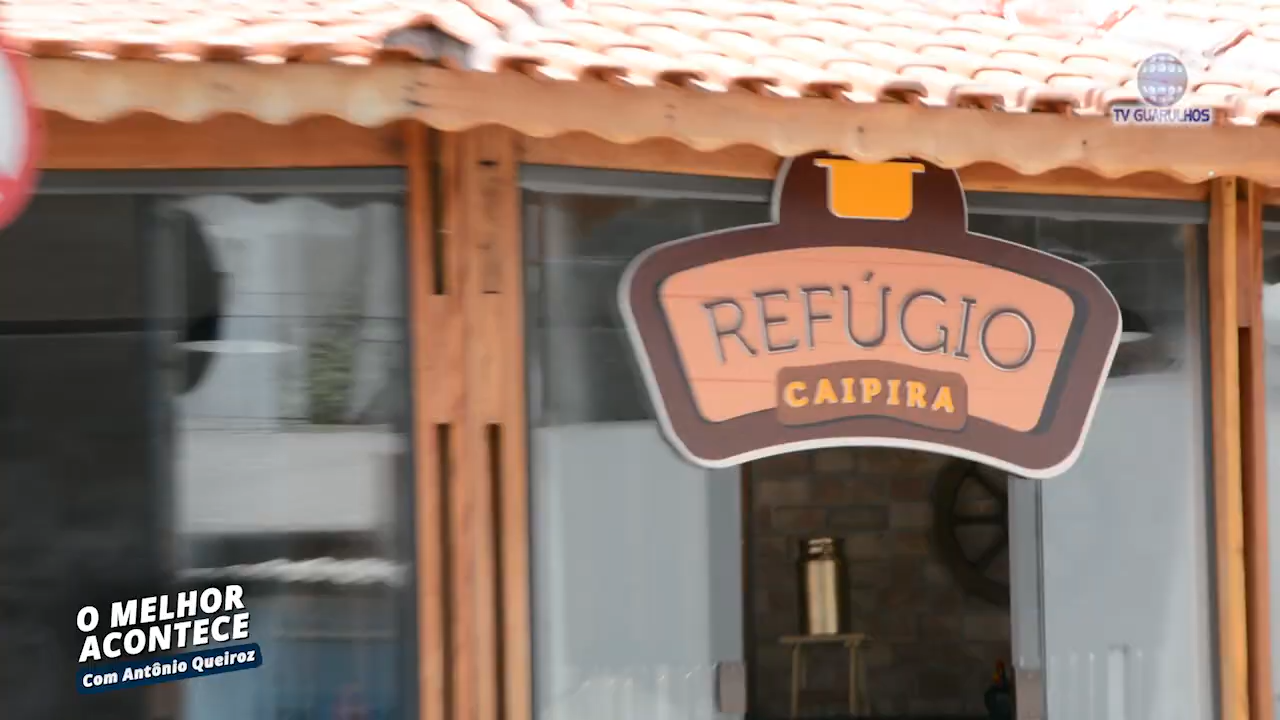 TV GUARULHOS
REFÚGIO
CAIPIRA
O MELHOR
ACONTECE
Com Antônio Queiroz